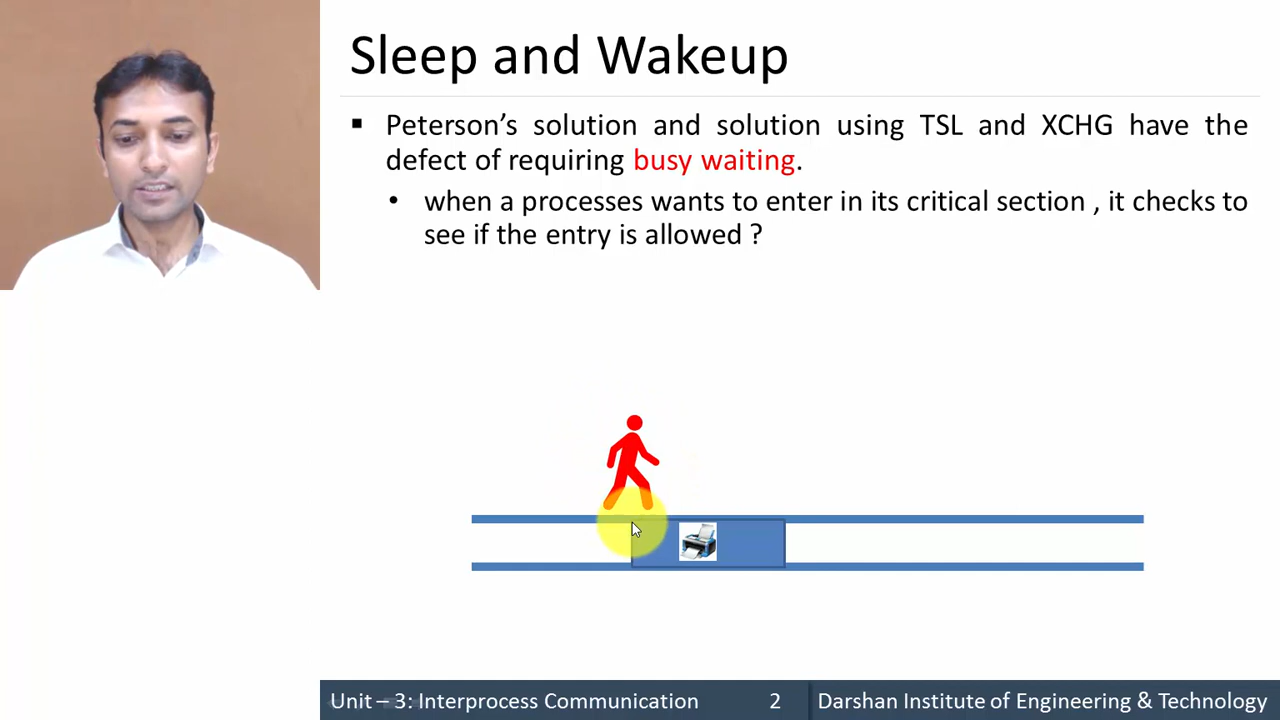 Sleep and Wakeup
▪ Peterson’s solution and solution using TSL and XCHG have the
defect of requiring busy waiting.
• when a processes wants to enter in its critical section , it checks to
see if the entry is allowed ?
Unit – 3: Interprocess Communication 2 Darshan Institute of Engineering & Technology